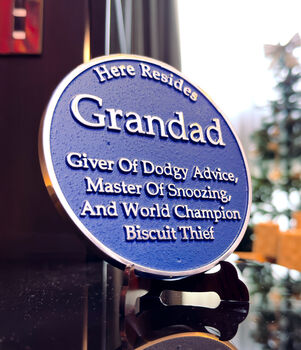 Here Resides
Grandad
Giver Of Dodgy Advice,
Master Of Snoozing,
And World Champion
Biscuit Thief